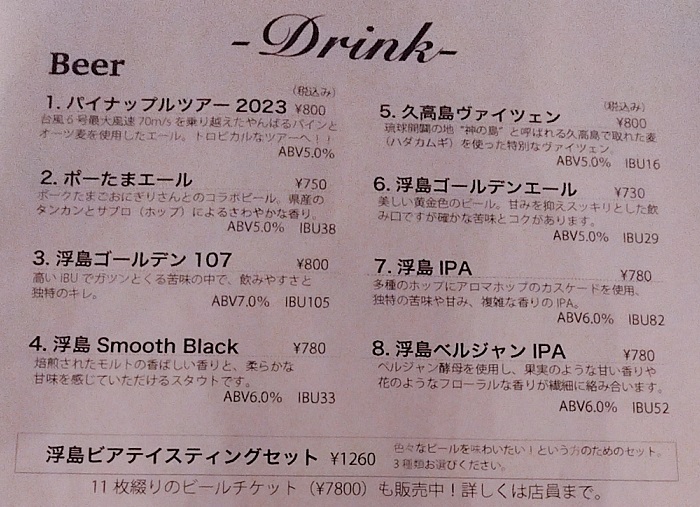 -Drink-
Beer
(税込み)
1. パイナップルツアー 2023 ¥800
台風6号最大風速 70m/s を乗り越えたやんばるパインと
オーツ麦を使用したエール。トロピカルなツアーへ！！
ABV5.0%
2. ポーたまエール ¥750
ポークたまごおにぎりさんとのコラボビール。県産の
タンカンとサブロ（ホップ）によるさわやかな香り。
ABV5.0% IBU38
3. 浮島ゴールデン 107 ¥800
高い IBU でガツンとくる苦味の中で、飲みやすさと
独特のキレ。
ABV7.0% IBU105
4. 浮島 Smooth Black ¥780
焙煎されたモルトの香ばしい香りと、柔らかな
甘味を感じていただけるスタウトです。
ABV6.0% IBU33
(税込み)
5. 久高島ヴァイツェン ¥800
琉球開闢の地“神の島”と呼ばれる久高島で取れた麦
（ハダカムギ）を使った特別なヴァイツェン。
ABV5.0% IBU16
6. 浮島ゴールデンエール ¥730
美しい黄金色のビール。甘みを抑えスッキリとした飲
み口ですが確かな苦味とコクがあります。
ABV5.0% IBU29
7. 浮島 IPA ¥780
多種のホップにアロマホップのカスケードを使用、
独特の苦味や甘み、複雑な香りの IPA。
ABV6.0% IBU82
8. 浮島ベルジャン IPA ¥780
ベルジャン酵母を使用し、果実のような甘い香りや
花のようなフローラルな香りが繊細に絡み合います。
ABV6.0% IBU52
浮島ビアテイスティングセット ¥1260
色々なビールを味わいたい！という方のためのセット。
3種類お選びください。
11枚綴りのビールチケット（¥7800）も販売中！詳しくは店員まで。